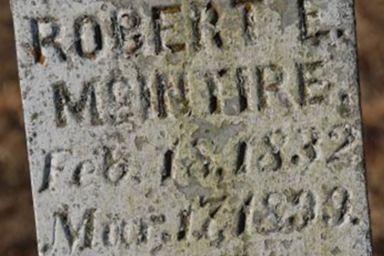 ROBERT E.
MCINTIRE.
Feb. 18, 1832
Mar. 17, 1899.